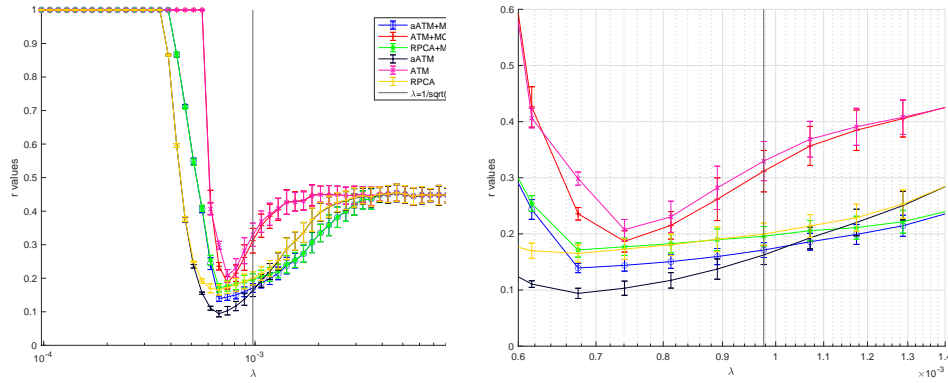 1
0.9
0.8
0.7
0.6
0.5
0.4
0.3
0.2
0.1
0
r values
10⁻⁴
10⁻³
λ
aATM+M
ATM+MC
RPCA+M
aATM
ATM
RPCA
λ=1/sqrt(
0.6
0.5
0.4
0.3
0.2
0.1
0
r values
0.6
0.7
0.8
0.9
1
1.1
1.2
1.3
1.4
λ
×10⁻³